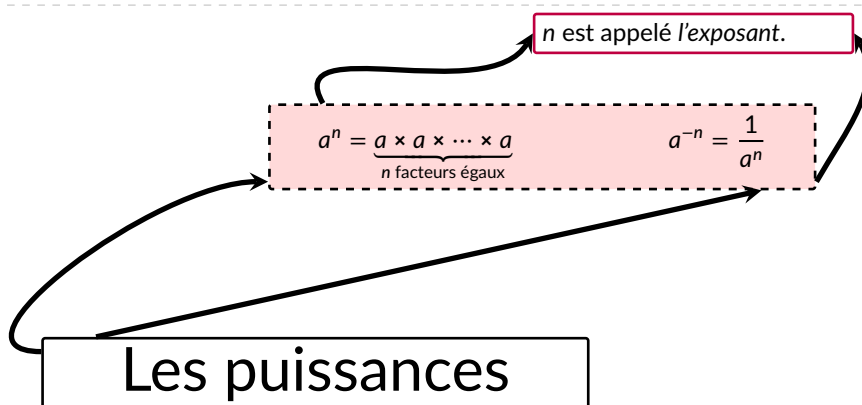 n est appelé l'exposant.
aⁿ = a × a × ⋯ × a
n facteurs égaux
a⁻ⁿ = 1/aⁿ
Les puissances